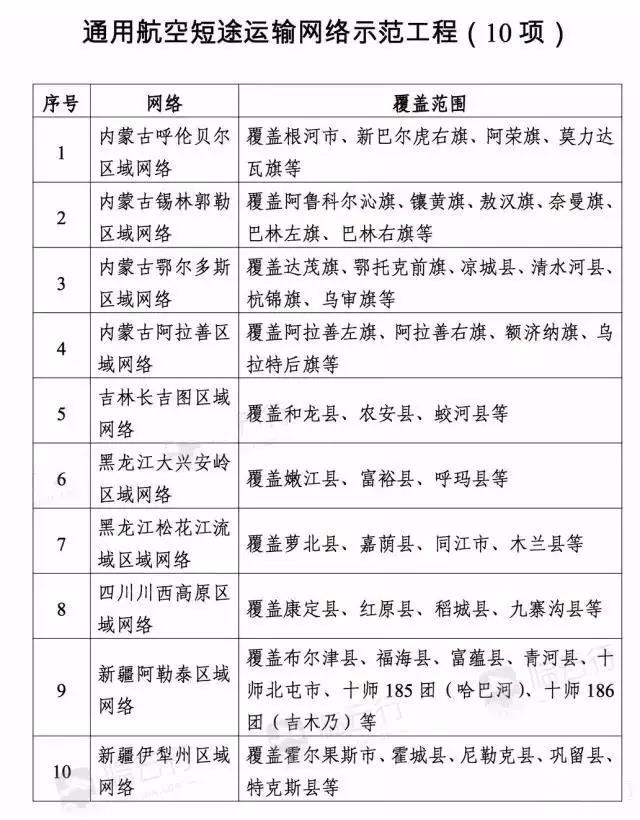 通用航空短途运输网络示范工程（10 项）
序号 网络 覆盖范围
1 内蒙古呼伦贝尔区域网络 覆盖根河市、新巴尔虎右旗、阿荣旗、莫力达瓦旗等
2 内蒙古锡林郭勒区域网络 覆盖阿鲁科尔沁旗、镶黄旗、敖汉旗、奈曼旗、巴林左旗、巴林右旗等
3 内蒙古鄂尔多斯区域网络 覆盖达茂旗、鄂托克前旗、凉城县、清水河县、杭锦旗、乌审旗等
4 内蒙古阿拉善区域网络 覆盖阿拉善左旗、阿拉善右旗、额济纳旗、乌拉特后旗等
5 吉林长吉图区域网络 覆盖和龙县、农安县、蛟河县等
6 黑龙江大兴安岭区域网络 覆盖嫩江县、富裕县、呼玛县等
7 黑龙江松花江流域区域网络 覆盖萝北县、嘉荫县、同江市、木兰县等
8 四川川西高原区域网络 覆盖康定县、红原县、稻城县、九寨沟县等
9 新疆阿勒泰区域网络 覆盖布尔津县、福海县、富蕴县、青河县、十师北屯市、十师 185 团（哈巴河）、十师 186 团（吉木乃）等
10 新疆伊犁州区域网络 覆盖霍尔果斯市、霍城县、尼勒克县、巩留县、特克斯县等